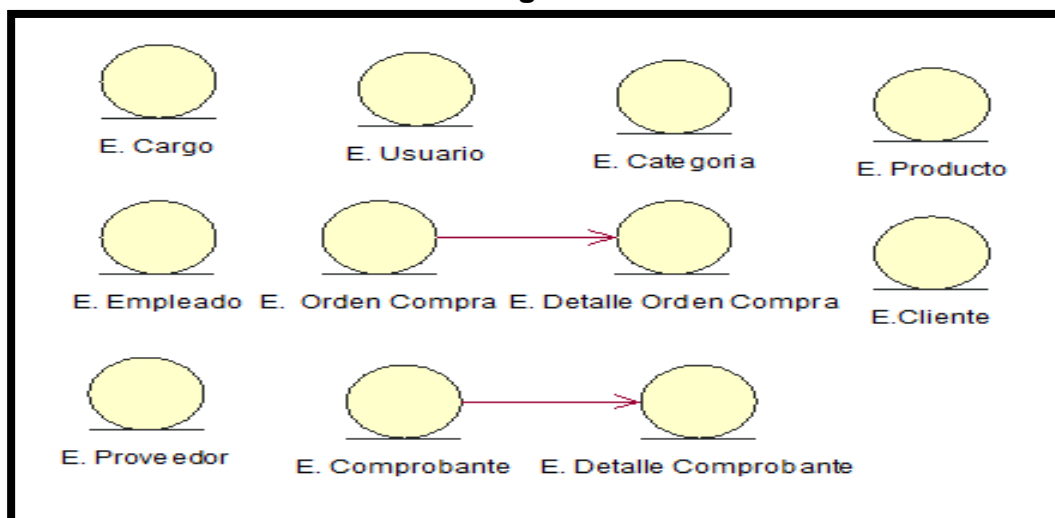 E. Cargo
E. Usuario
E. Categoria
E. Producto
E. Empleado
E. Orden Compra
E. Detalle Orden Compra
E.Cliente
E. Proveedor
E. Comprobante
E. Detalle Comprobante